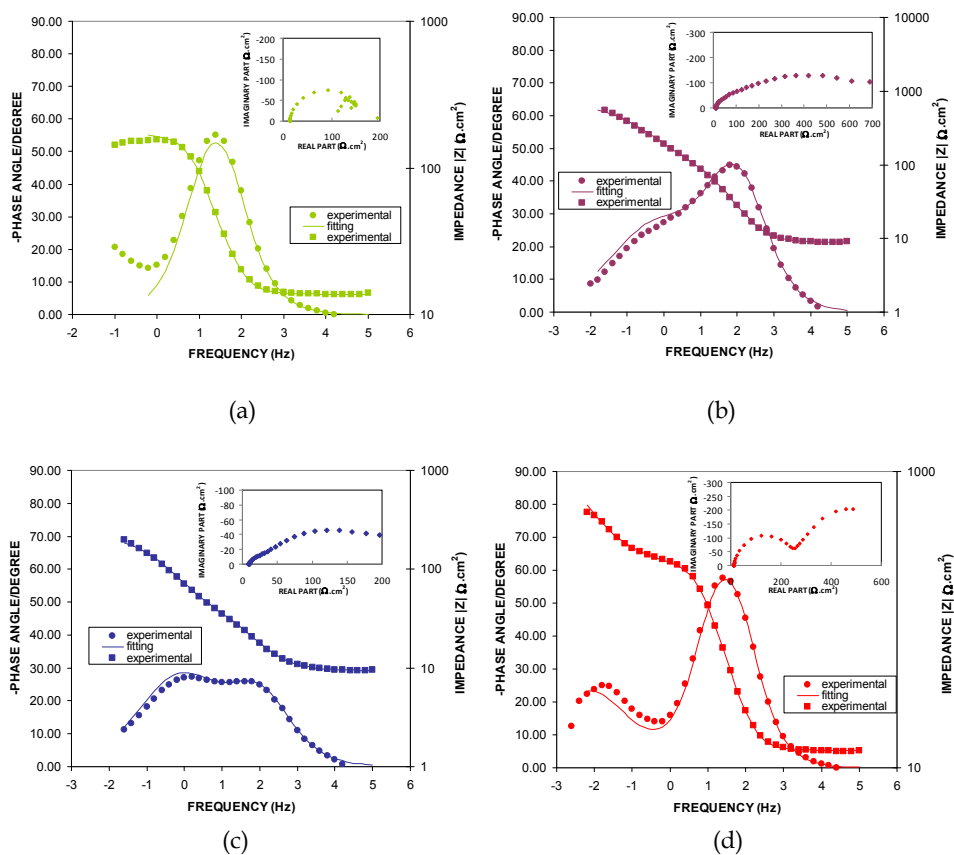 90.00
80.00
70.00
60.00
50.00
40.00
30.00
20.00
10.00
0.00
-PHASE ANGLE/DEGREE
-2 -1 0 1 2 3 4 5 6
FREQUENCY (Hz)
1000
100
10
IMPEDANCE |Z| Ω.cm²
-200
-150
-100
-50
0
IMAGINARY PART Ω.cm²
0 100 200
REAL PART (Ω.cm²)
experimental
fitting
experimental
(a)
90.00
80.00
70.00
60.00
50.00
40.00
30.00
20.00
10.00
0.00
-PHASE ANGLE/DEGREE
-3 -2 -1 0 1 2 3 4 5 6
FREQUENCY (Hz)
10000
1000
100
10
1
IMPEDANCE |Z| Ω.cm²
-300
-200
-100
0
IMAGINARY PART Ω.cm²
0 100 200 300 400 500 600 700
REAL PART (Ω.cm²)
experimental
fitting
experimental
(b)
90.00
80.00
70.00
60.00
50.00
40.00
30.00
20.00
10.00
0.00
-PHASE ANGLE/DEGREE
-3 -2 -1 0 1 2 3 4 5 6
FREQUENCY (Hz)
1000
100
10
1
IMPEDANCE |Z| Ω.cm²
-100
-80
-60
-40
-20
0
IMAGINARY PART Ω.cm²
0 50 100 150 200
REAL PART (Ω.cm²)
experimental
fitting
experimental
(c)
90.00
80.00
70.00
60.00
50.00
40.00
30.00
20.00
10.00
0.00
-PHASE ANGLE/DEGREE
-3 -2 -1 0 1 2 3 4 5 6
FREQUENCY (Hz)
1000
10
IMPEDANCE |Z| Ω.cm²
-300
-250
-200
-150
-100
-50
0
IMAGINARY PART Ω.cm²
0 200 400 600
REAL PART (Ω.cm²)
experimental
fitting
experimental
(d)